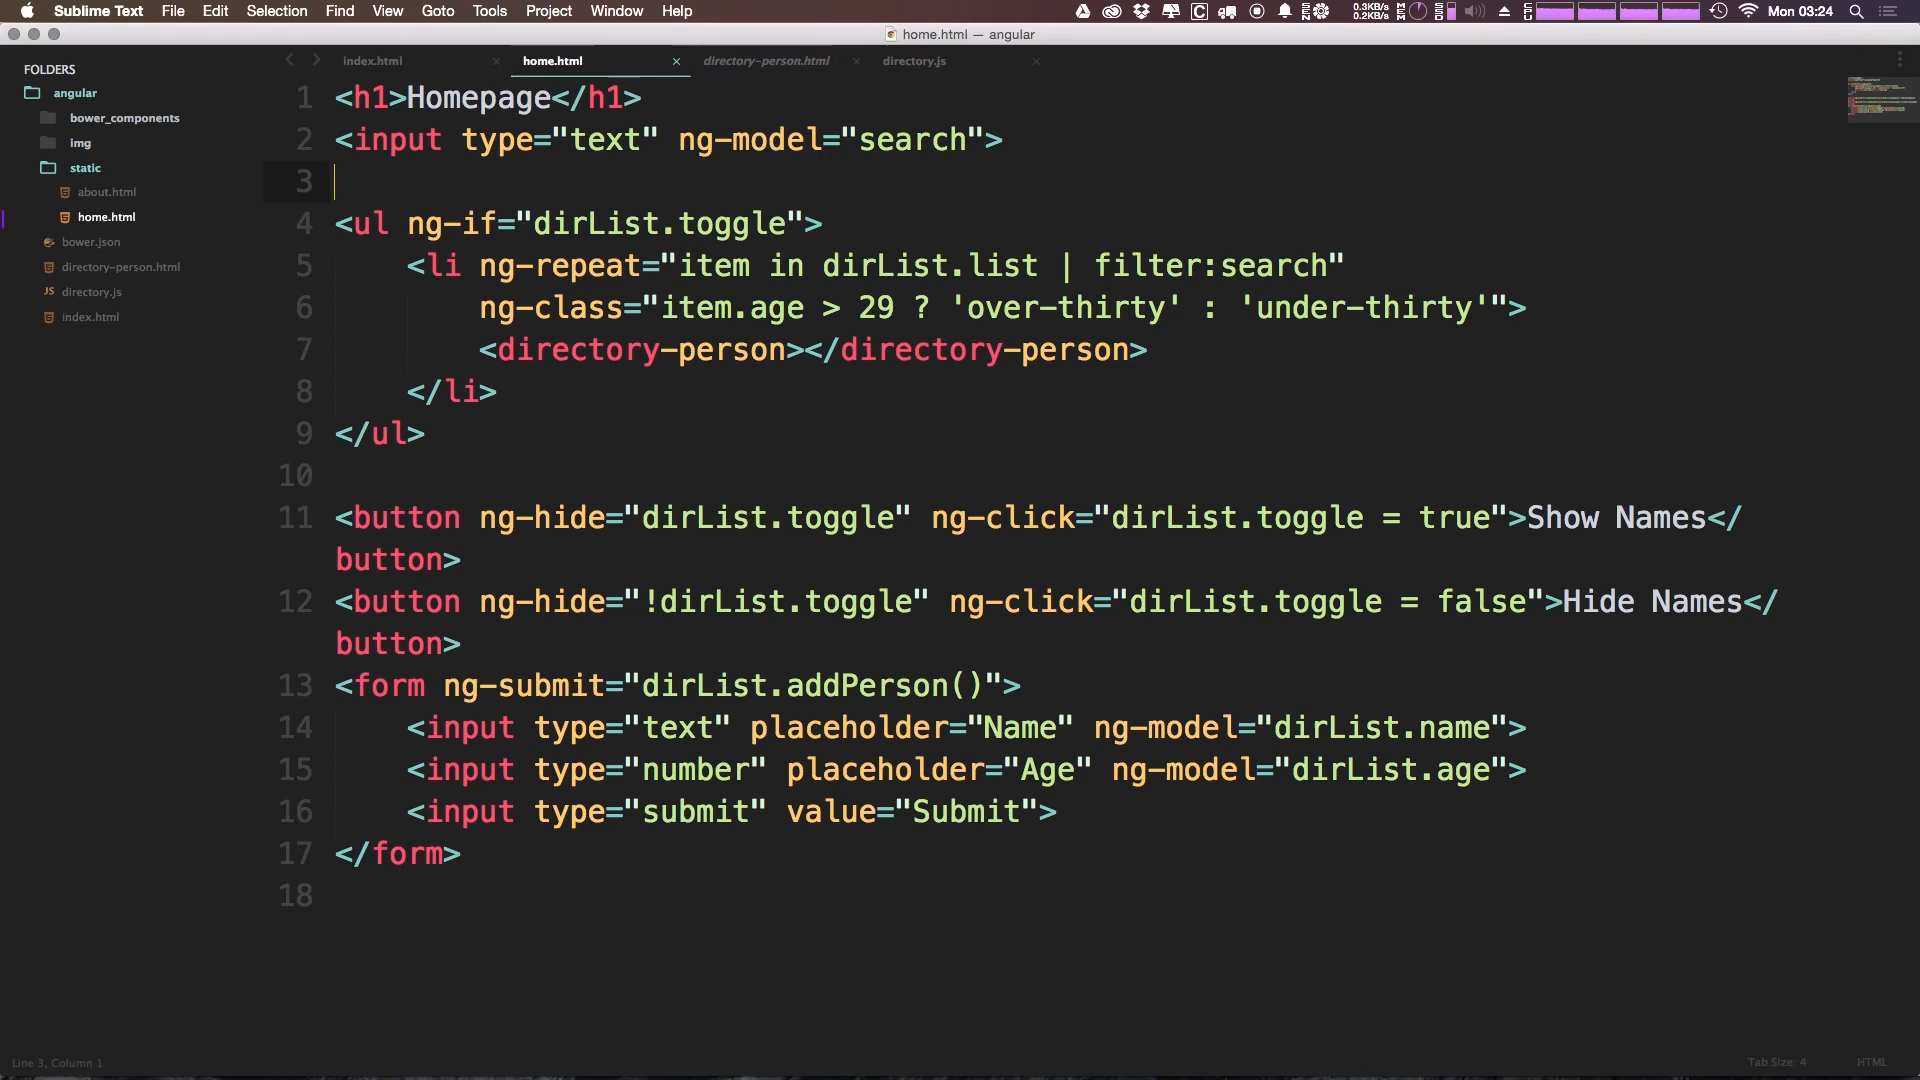 Sublime Text File Edit Selection Find View Goto Tools Project Window Help 0.3KB/s 0.2KB/s Mon 03:24
home.html — angular
FOLDERS
angular
bower_components
img
static
about.html
home.html
bower.json
directory-person.html
JS directory.js
index.html
index.html × home.html × directory-person.html × directory.js ×
1 <h1>Homepage</h1>
2 <input type="text" ng-model="search">
3
4 <ul ng-if="dirList.toggle">
5 <li ng-repeat="item in dirList.list | filter:search"
6 ng-class="item.age > 29 ? 'over-thirty' : 'under-thirty'">
7 <directory-person></directory-person>
8 </li>
9 </ul>
10
11 <button ng-hide="dirList.toggle" ng-click="dirList.toggle = true">Show Names</
button>
12 <button ng-hide="!dirList.toggle" ng-click="dirList.toggle = false">Hide Names</
button>
13 <form ng-submit="dirList.addPerson()">
14 <input type="text" placeholder="Name" ng-model="dirList.name">
15 <input type="number" placeholder="Age" ng-model="dirList.age">
16 <input type="submit" value="Submit">
17 </form>
18
Line 3, Column 1 Tab Size: 4 HTML